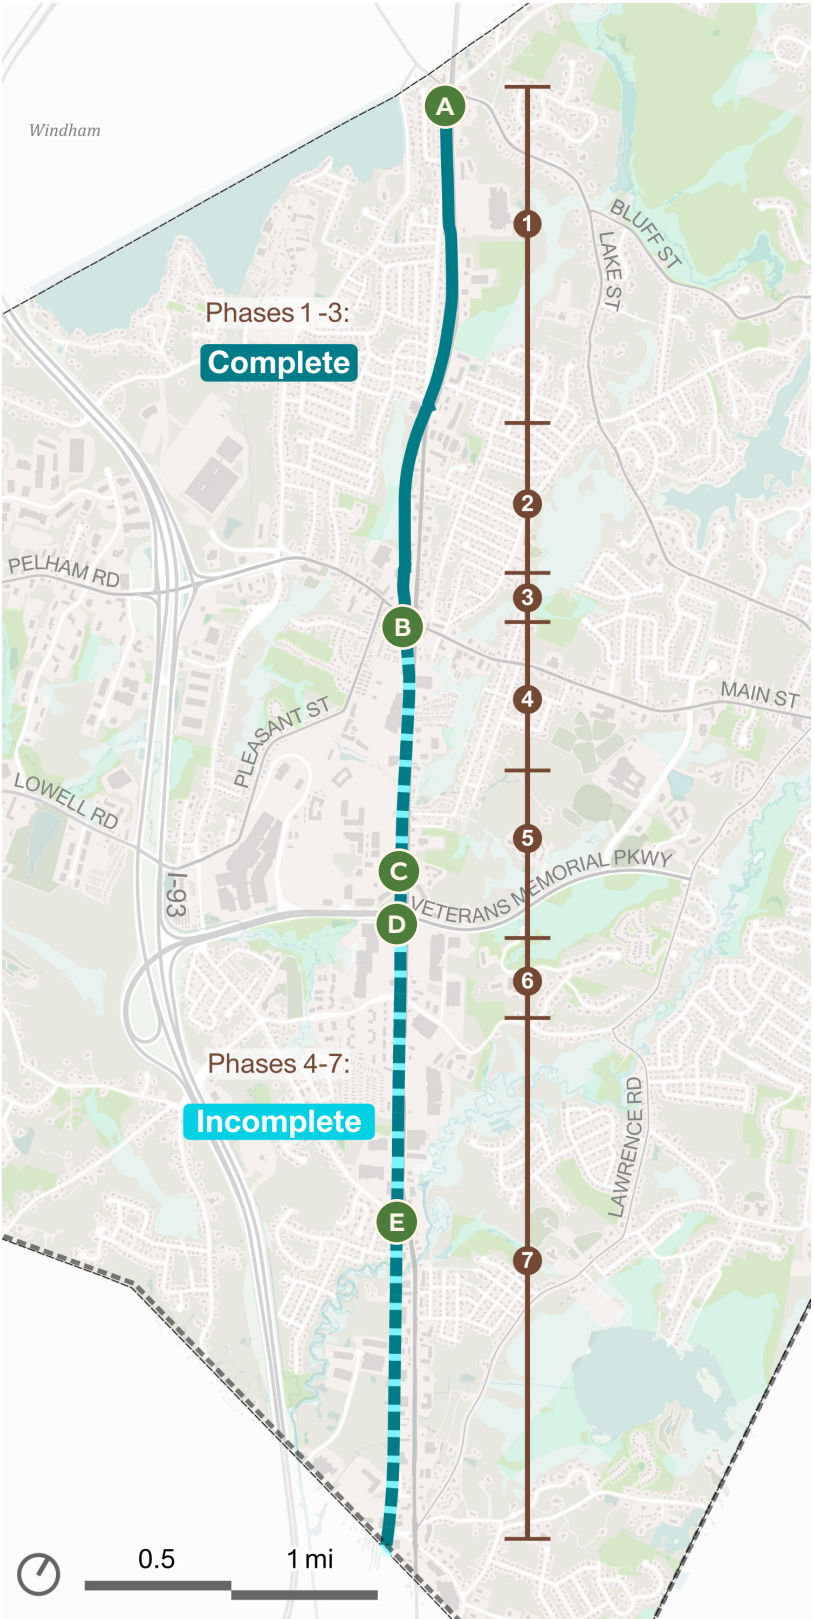 A
Windham
1
BLUFF ST
LAKE ST
Phases 1 -3:
Complete
2
PELHAM RD
3
B
4
MAIN ST
PLEASANT ST
LOWELL RD
5
C
VETERANS MEMORIAL PKWY
I-93
D
6
Phases 4-7:
Incomplete
LAWRENCE RD
E
7
0.5
1 mi